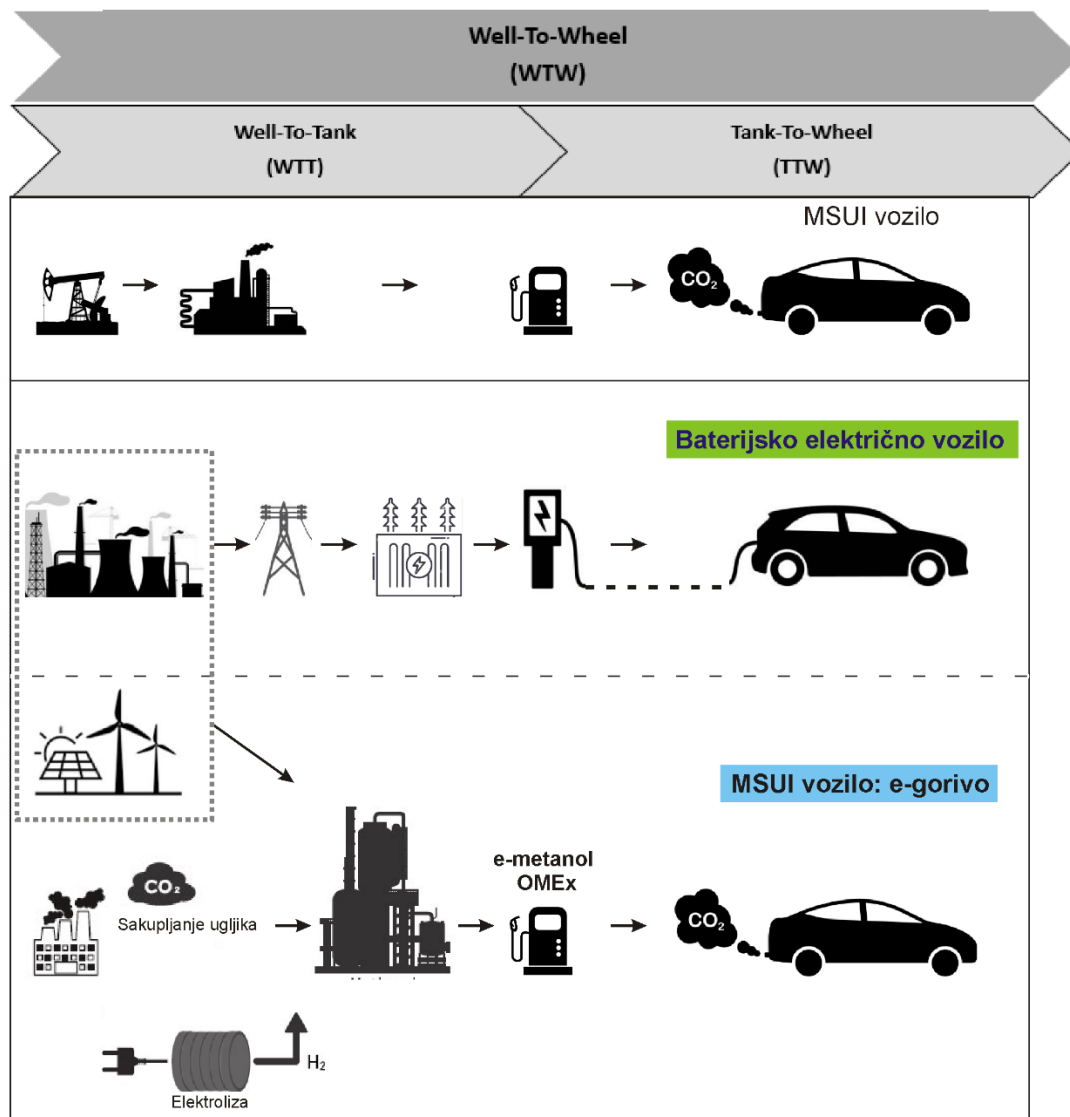 Well-To-Wheel
(WTW)
Well-To-Tank
(WTT)
Tank-To-Wheel
(TTW)
MSUI vozilo
CO₂
Baterijsko električno vozilo
MSUI vozilo: e-gorivo
e-metanol
OMEx
CO₂
Sakupljanje ugljika
CO₂
H₂
Elektroliza